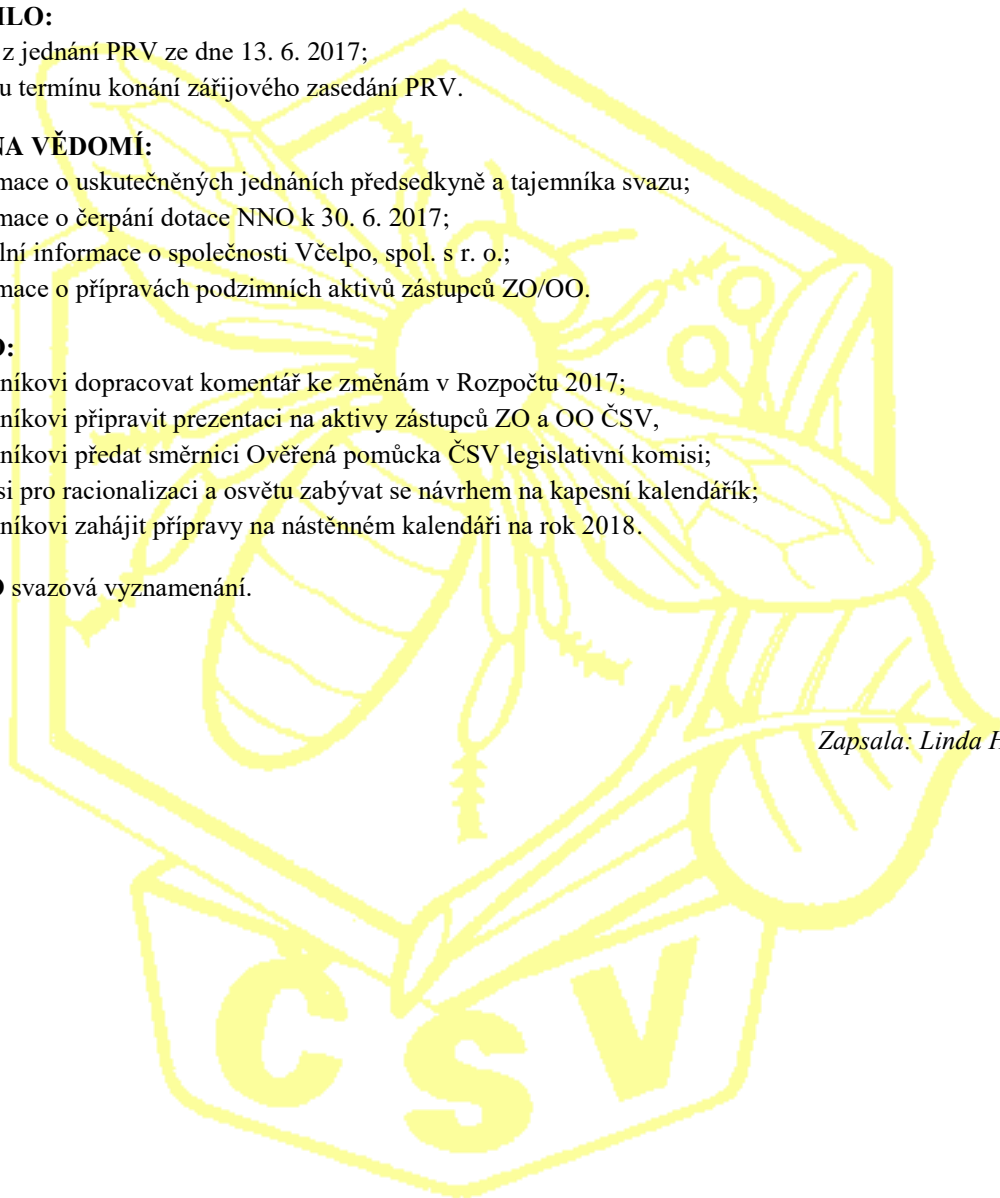 ILO:
z jednání PRV ze dne 13. 6. 2017;
u termínu konání zářijového zasedání PRV.
NA VĚDOMÍ:
mace o uskutečněných jednáních předsedkyně a tajemníka svazu;
mace o čerpání dotace NNO k 30. 6. 2017;
lní informace o společnosti Včelpo, spol. s r. o.;
mace o přípravách podzimních aktivů zástupců ZO/OO.
O:
níkovi dopracovat komentář ke změnám v Rozpočtu 2017;
níkovi připravit prezentaci na aktivy zástupců ZO a OO ČSV,
níkovi předat směrnici Ověřená pomůcka ČSV legislativní komisi;
si pro racionalizaci a osvětu zabývat se návrhem na kapesní kalendářík;
níkovi zahájit přípravy na nástěnném kalendáři na rok 2018.
O svazová vyznamenání.
Zapsala: Linda H
ČSV